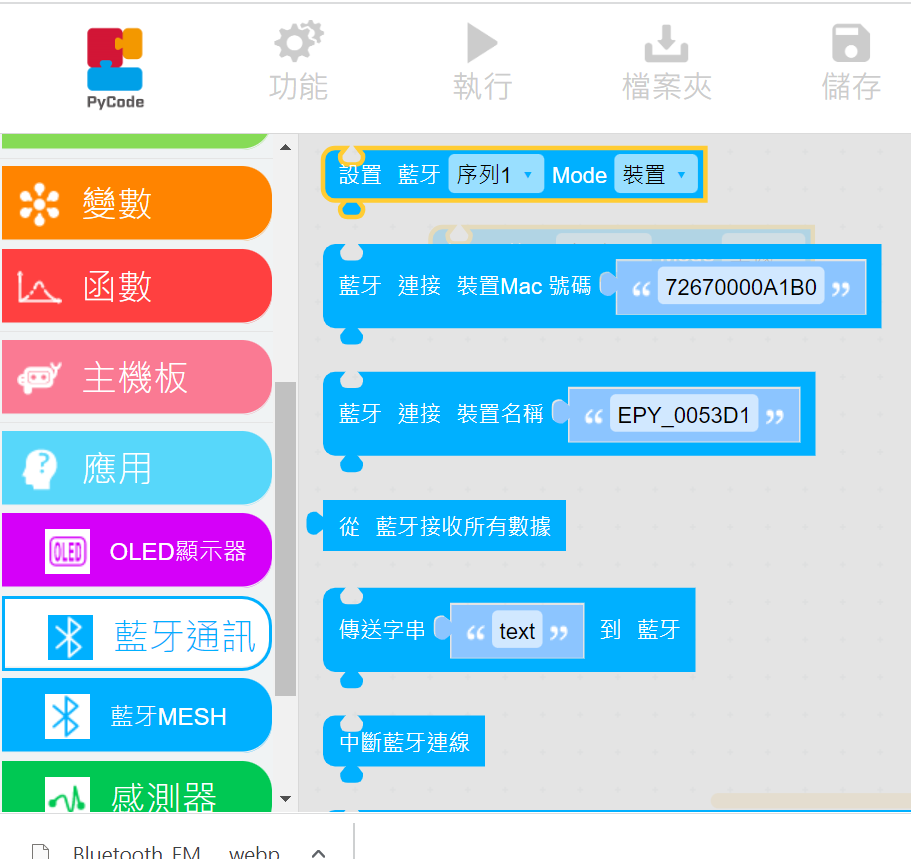 PyCode
功能
執行
檔案夾
儲存
變數
函數
主機板
應用
OLED
OLED顯示器
藍牙通訊
藍牙MESH
感測器
設置 藍牙 序列1 Mode 裝置
藍牙 連接 裝置Mac 號碼 “ 72670000A1B0 ”
藍牙 連接 裝置名稱 “ EPY_0053D1 ”
從 藍牙接收所有數據
傳送字串 “ text ” 到 藍牙
中斷藍牙連線
Bluetooth_EM....webp